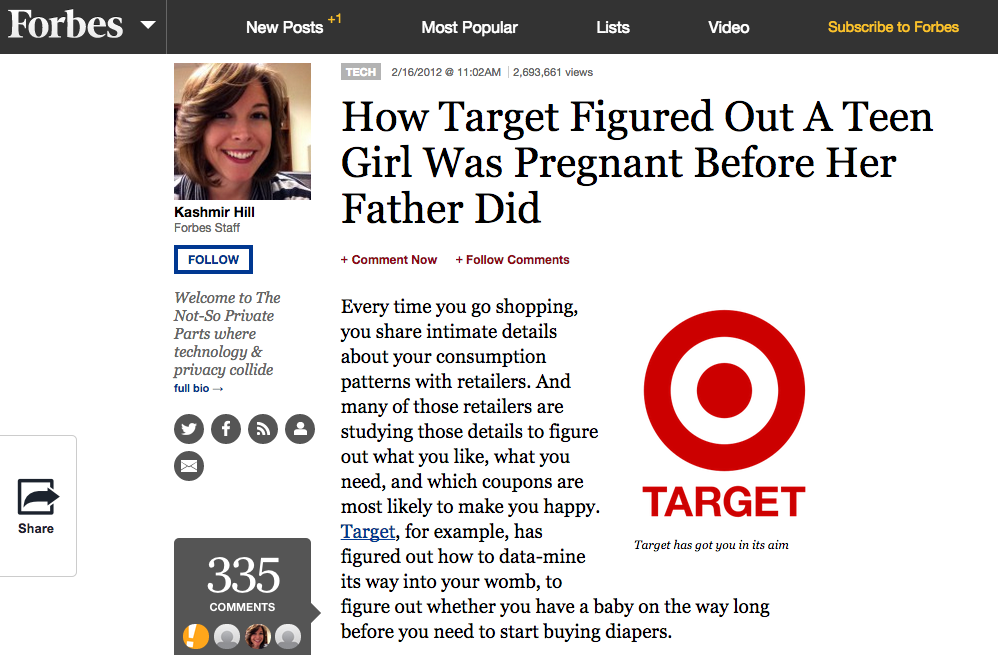 Forbes
New Posts +1
Most Popular
Lists
Video
Subscribe to Forbes
TECH 2/16/2012 @ 11:02AM 2,693,661 views
How Target Figured Out A Teen
Girl Was Pregnant Before Her
Father Did
+ Comment Now + Follow Comments
Kashmir Hill
Forbes Staff
FOLLOW
Welcome to The
Not-So Private
Parts where
technology &
privacy collide
full bio →
Share
335
COMMENTS
Every time you go shopping,
you share intimate details
about your consumption
patterns with retailers. And
many of those retailers are
studying those details to figure
out what you like, what you
need, and which coupons are
most likely to make you happy.
Target, for example, has
figured out how to data-mine
its way into your womb, to
figure out whether you have a baby on the way long
before you need to start buying diapers.
TARGET
Target has got you in its aim